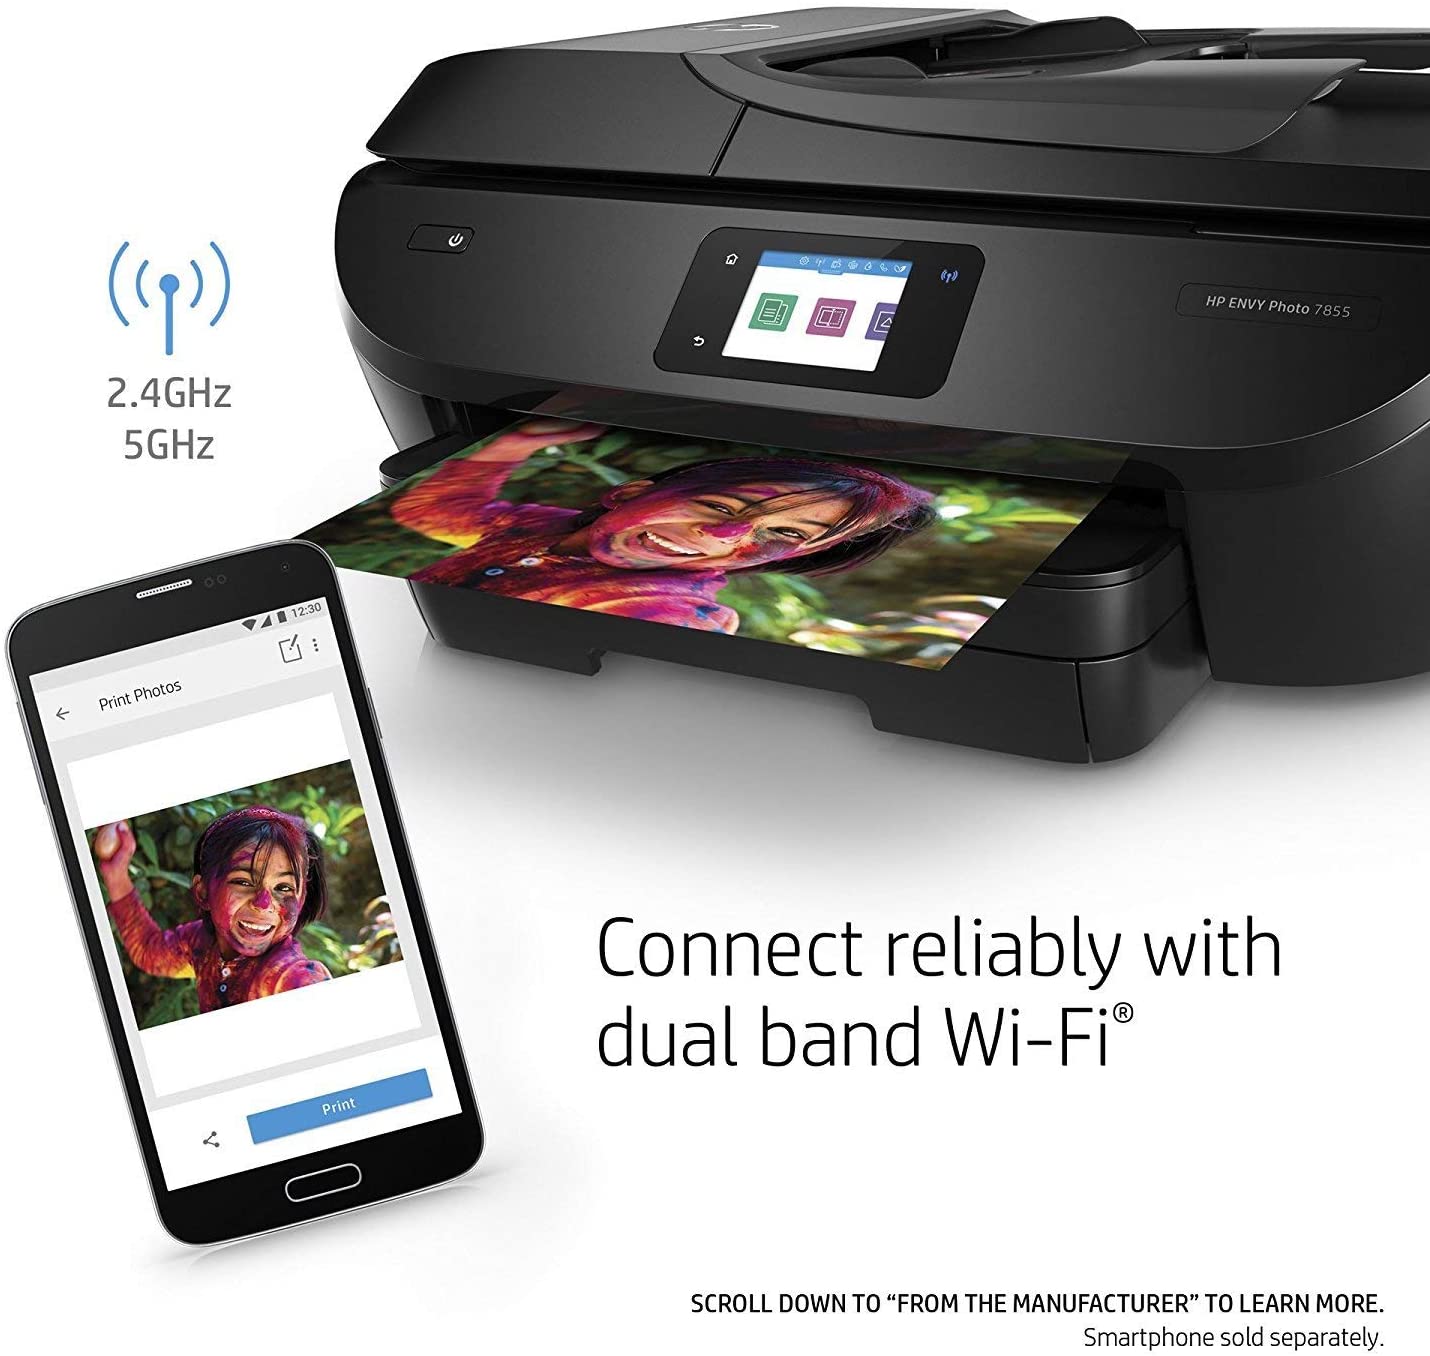 hp
HP ENVY Photo 7855
2.4GHz
5GHz
12:30
Print Photos
Print
Connect reliably with
dual band Wi-Fi®
SCROLL DOWN TO “FROM THE MANUFACTURER” TO LEARN MORE.
Smartphone sold separately.